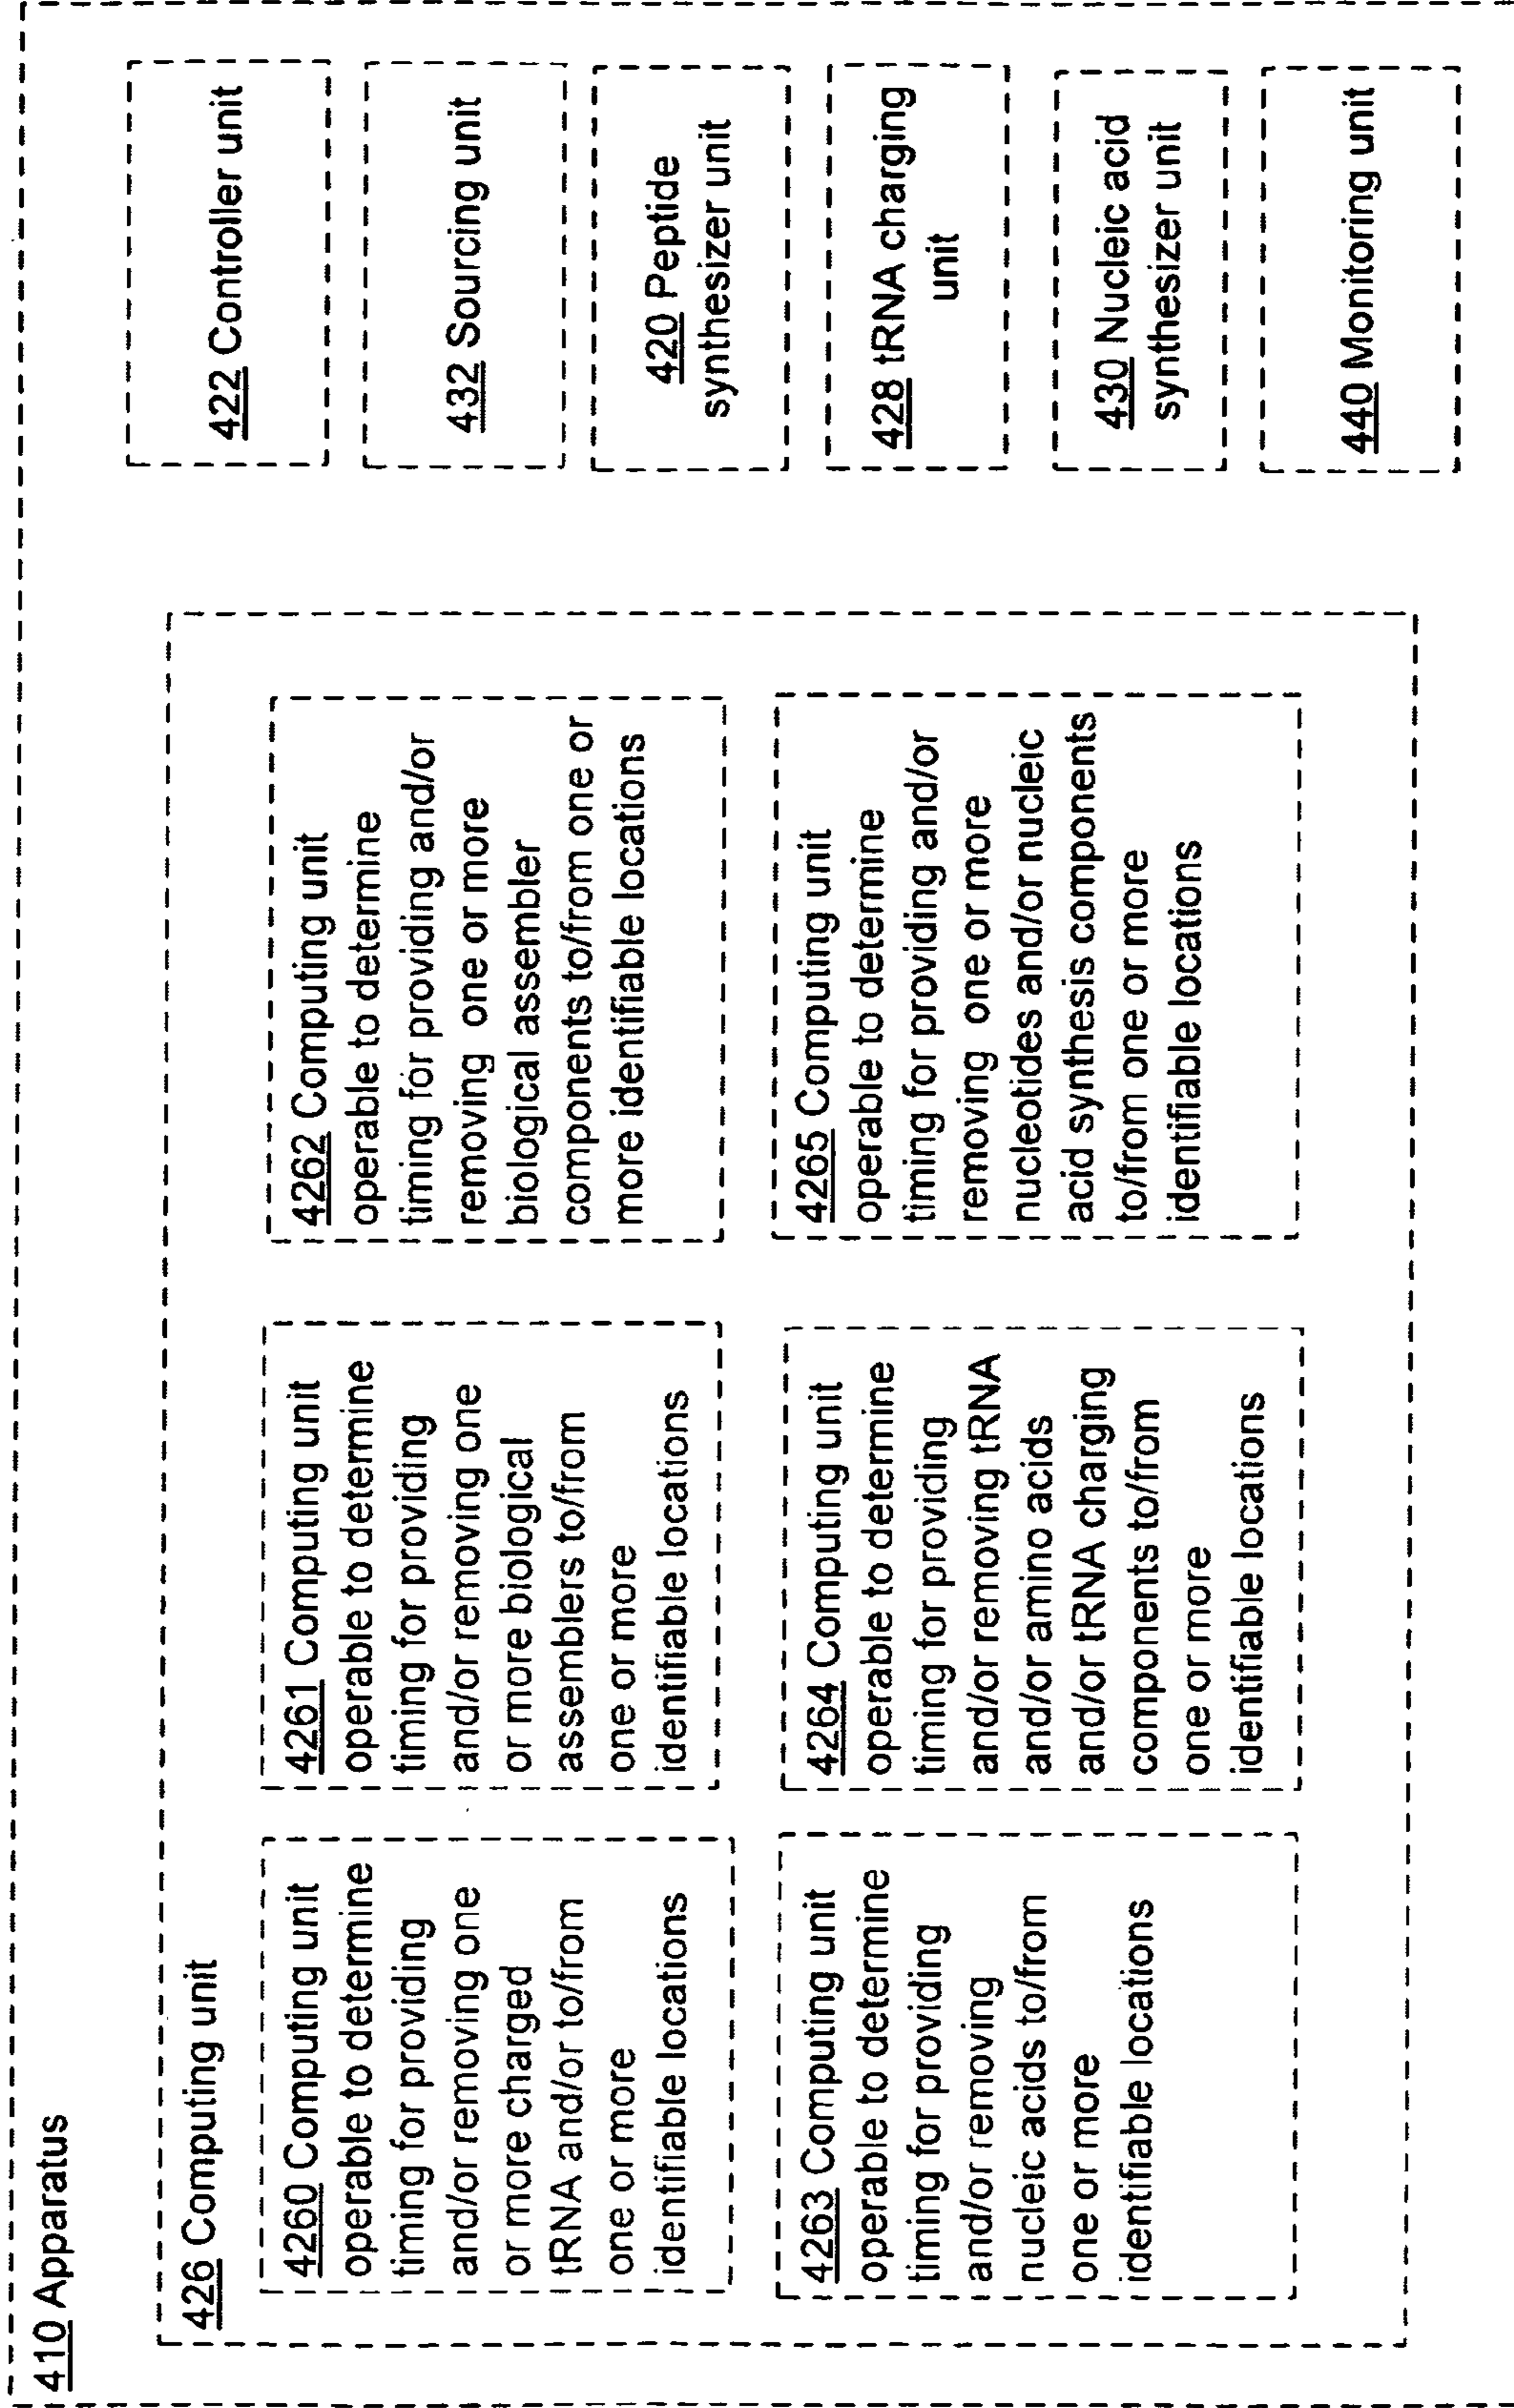 410 Apparatus
426 Computing unit
4260 Computing unit
operable to determine
timing for providing
and/or removing one
or more charged
tRNA and/or to/from
one or more
identifiable locations
4261 Computing unit
operable to determine
timing for providing
and/or removing one
or more biological
assemblers to/from
one or more
identifiable locations
4262 Computing unit
operable to determine
timing for providing and/or
removing one or more
biological assembler
components to/from one or
more identifiable locations
4263 Computing unit
operable to determine
timing for providing
and/or removing
nucleic acids to/from
one or more
identifiable locations
4264 Computing unit
operable to determine
timing for providing
and/or removing tRNA
and/or amino acids
and/or tRNA charging
components to/from
one or more
identifiable locations
4265 Computing unit
operable to determine
timing for providing and/or
removing one or more
nucleotides and/or nucleic
acid synthesis components
to/from one or more
identifiable locations
422 Controller unit
432 Sourcing unit
420 Peptide
synthesizer unit
428 tRNA charging
unit
430 Nucleic acid
synthesizer unit
440 Monitoring unit